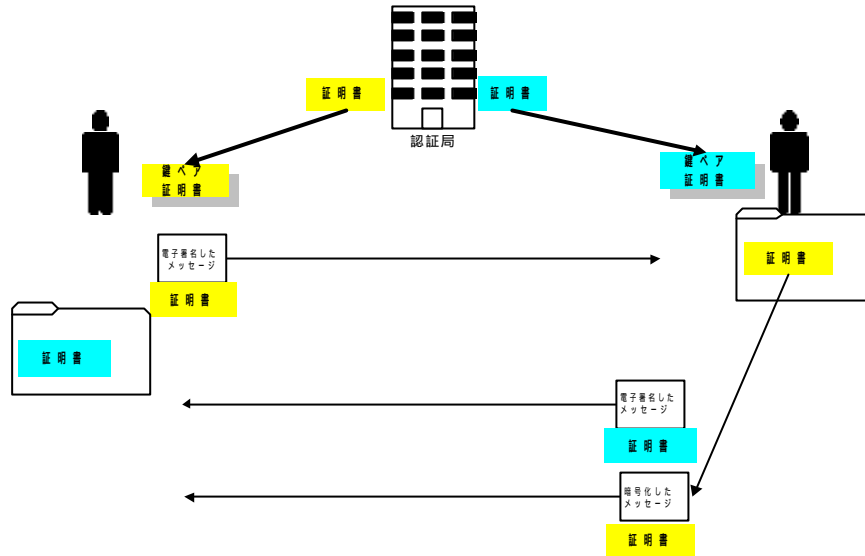 証明書
証明書
認証局
鍵ペア
証明書
鍵ペア
証明書
電子署名した
メッセージ
証明書
証明書
証明書
電子署名した
メッセージ
証明書
暗号化した
メッセージ
証明書